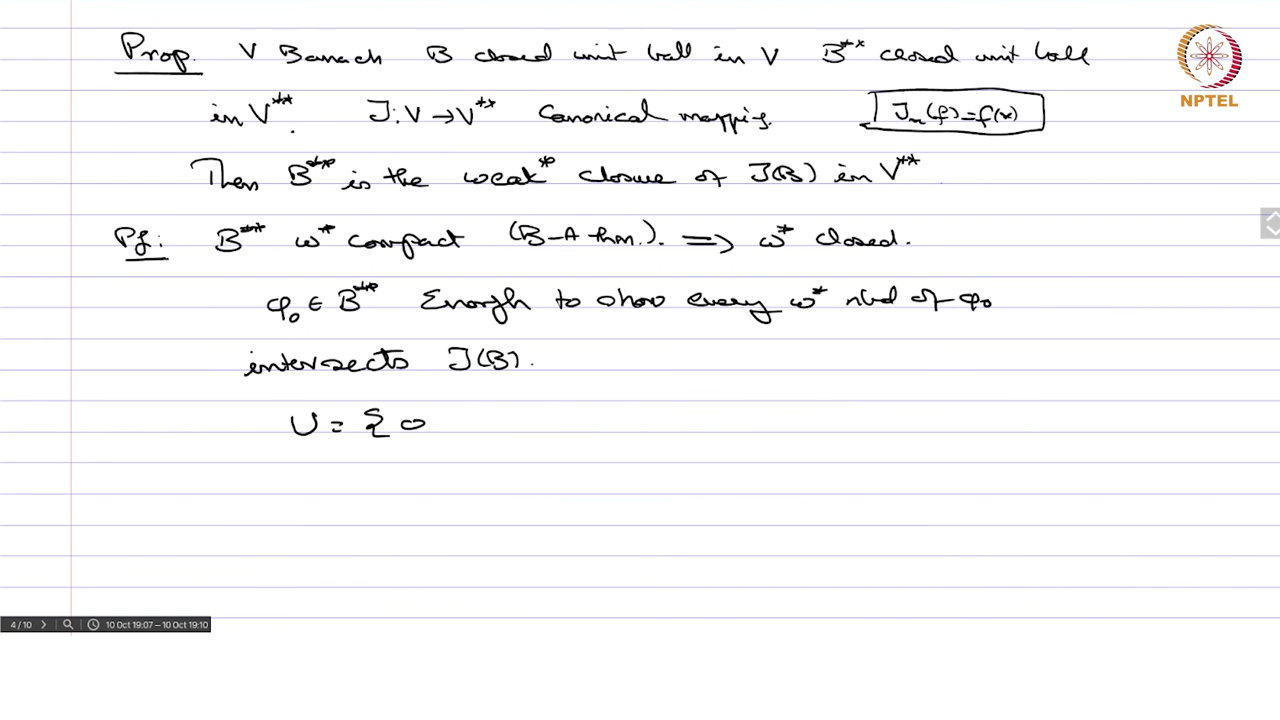 Prop. V Banach B closed unit ball in V B** closed unit ball
in V**. J: V → V** Canonical mapping. J_x(f) = f(x)
Then B** is the weak* closure of J(B) in V**.
Pf: B** ω* compact (B-A thm.). ⇒ ω* closed.
φ₀ ∈ B** Enough to show every ω* nbd of φ₀
intersects J(B).
U = {
NPTEL
4 / 10 > 10 Oct 19:07 – 10 Oct 19:10